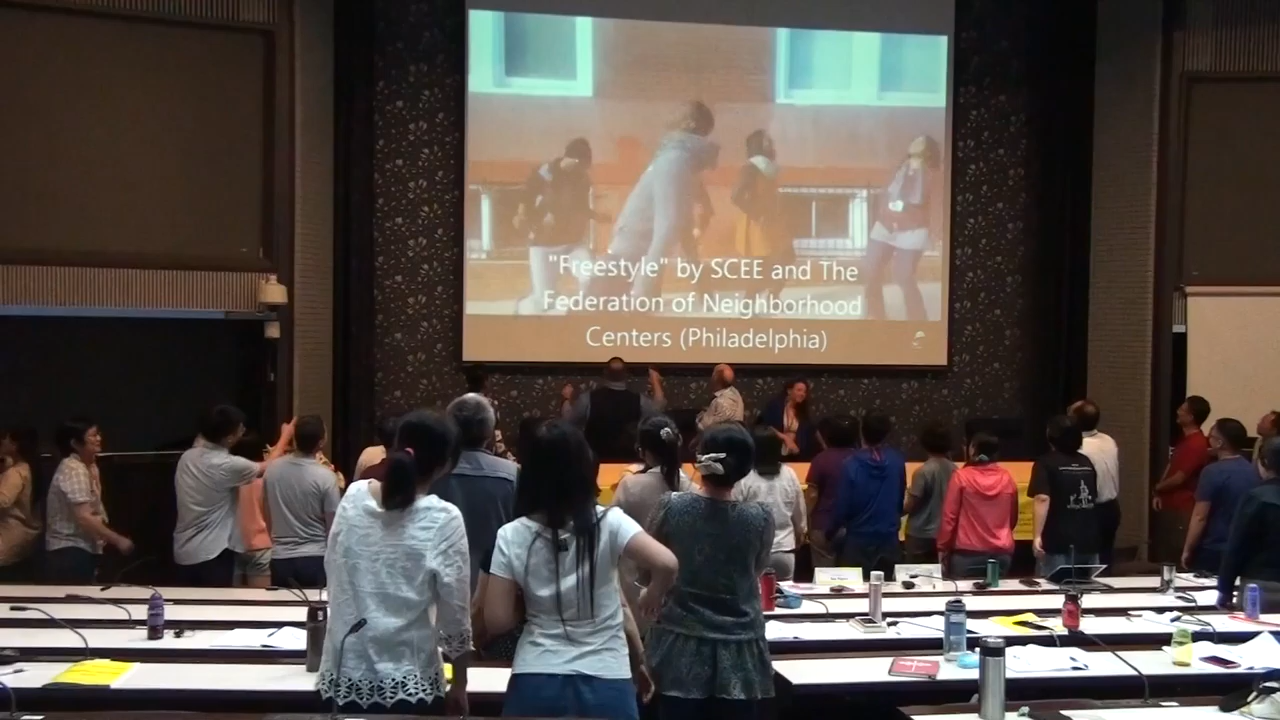 "Freestyle" by SCEE and The
Federation of Neighborhood
Centers (Philadelphia)